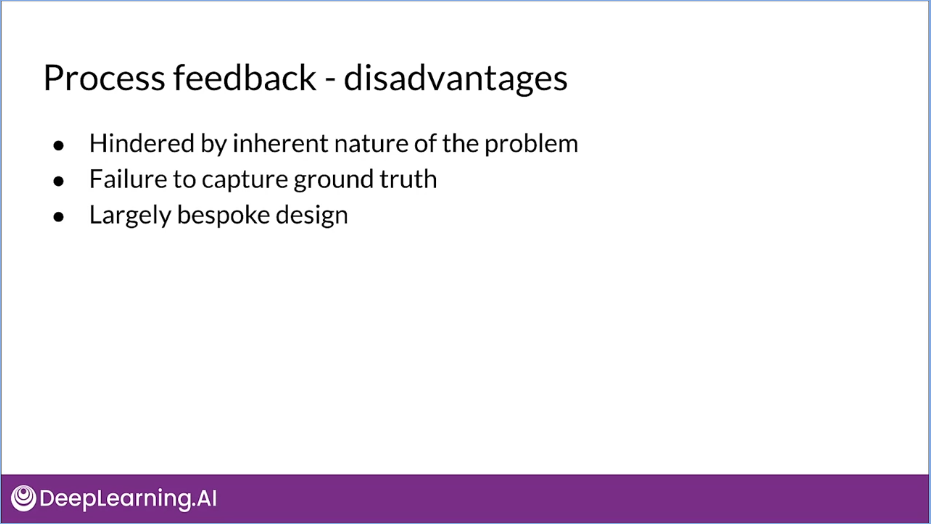 Process feedback - disadvantages
● Hindered by inherent nature of the problem
● Failure to capture ground truth
● Largely bespoke design
DeepLearning.AI